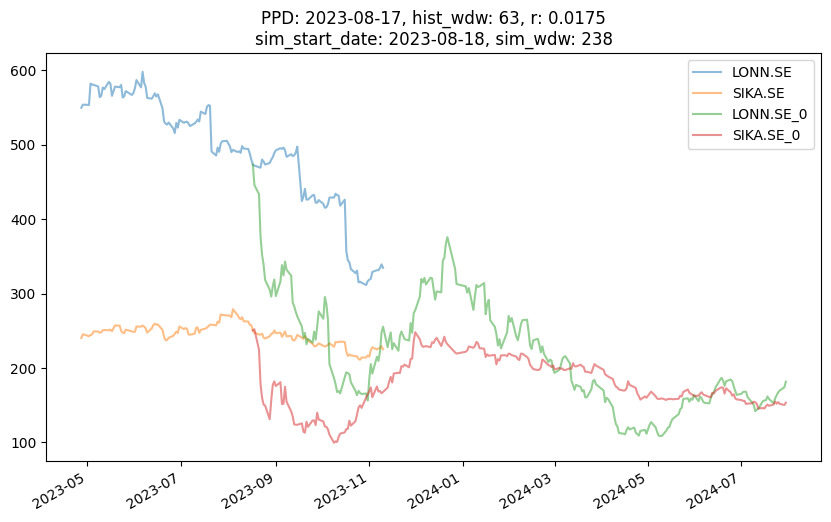 PPD: 2023-08-17, hist_wdw: 63, r: 0.0175
sim_start_date: 2023-08-18, sim_wdw: 238
LONN.SE
SIKA.SE
LONN.SE_0
SIKA.SE_0
600
500
400
300
200
100
2023-05
2023-07
2023-09
2023-11
2024-01
2024-03
2024-05
2024-07